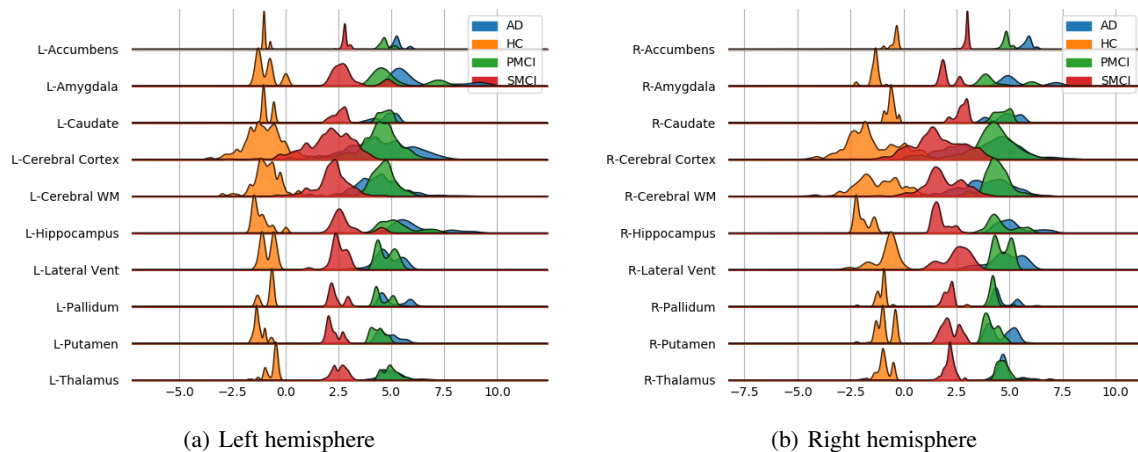 AD
HC
PMCI
SMCI
L-Accumbens
L-Amygdala
L-Caudate
L-Cerebral Cortex
L-Cerebral WM
L-Hippocampus
L-Lateral Vent
L-Pallidum
L-Putamen
L-Thalamus
-5.0 -2.5 0.0 2.5 5.0 7.5 10.0
(a) Left hemisphere
AD
HC
PMCI
SMCI
R-Accumbens
R-Amygdala
R-Caudate
R-Cerebral Cortex
R-Cerebral WM
R-Hippocampus
R-Lateral Vent
R-Pallidum
R-Putamen
R-Thalamus
-7.5 -5.0 -2.5 0.0 2.5 5.0 7.5 10.0
(b) Right hemisphere